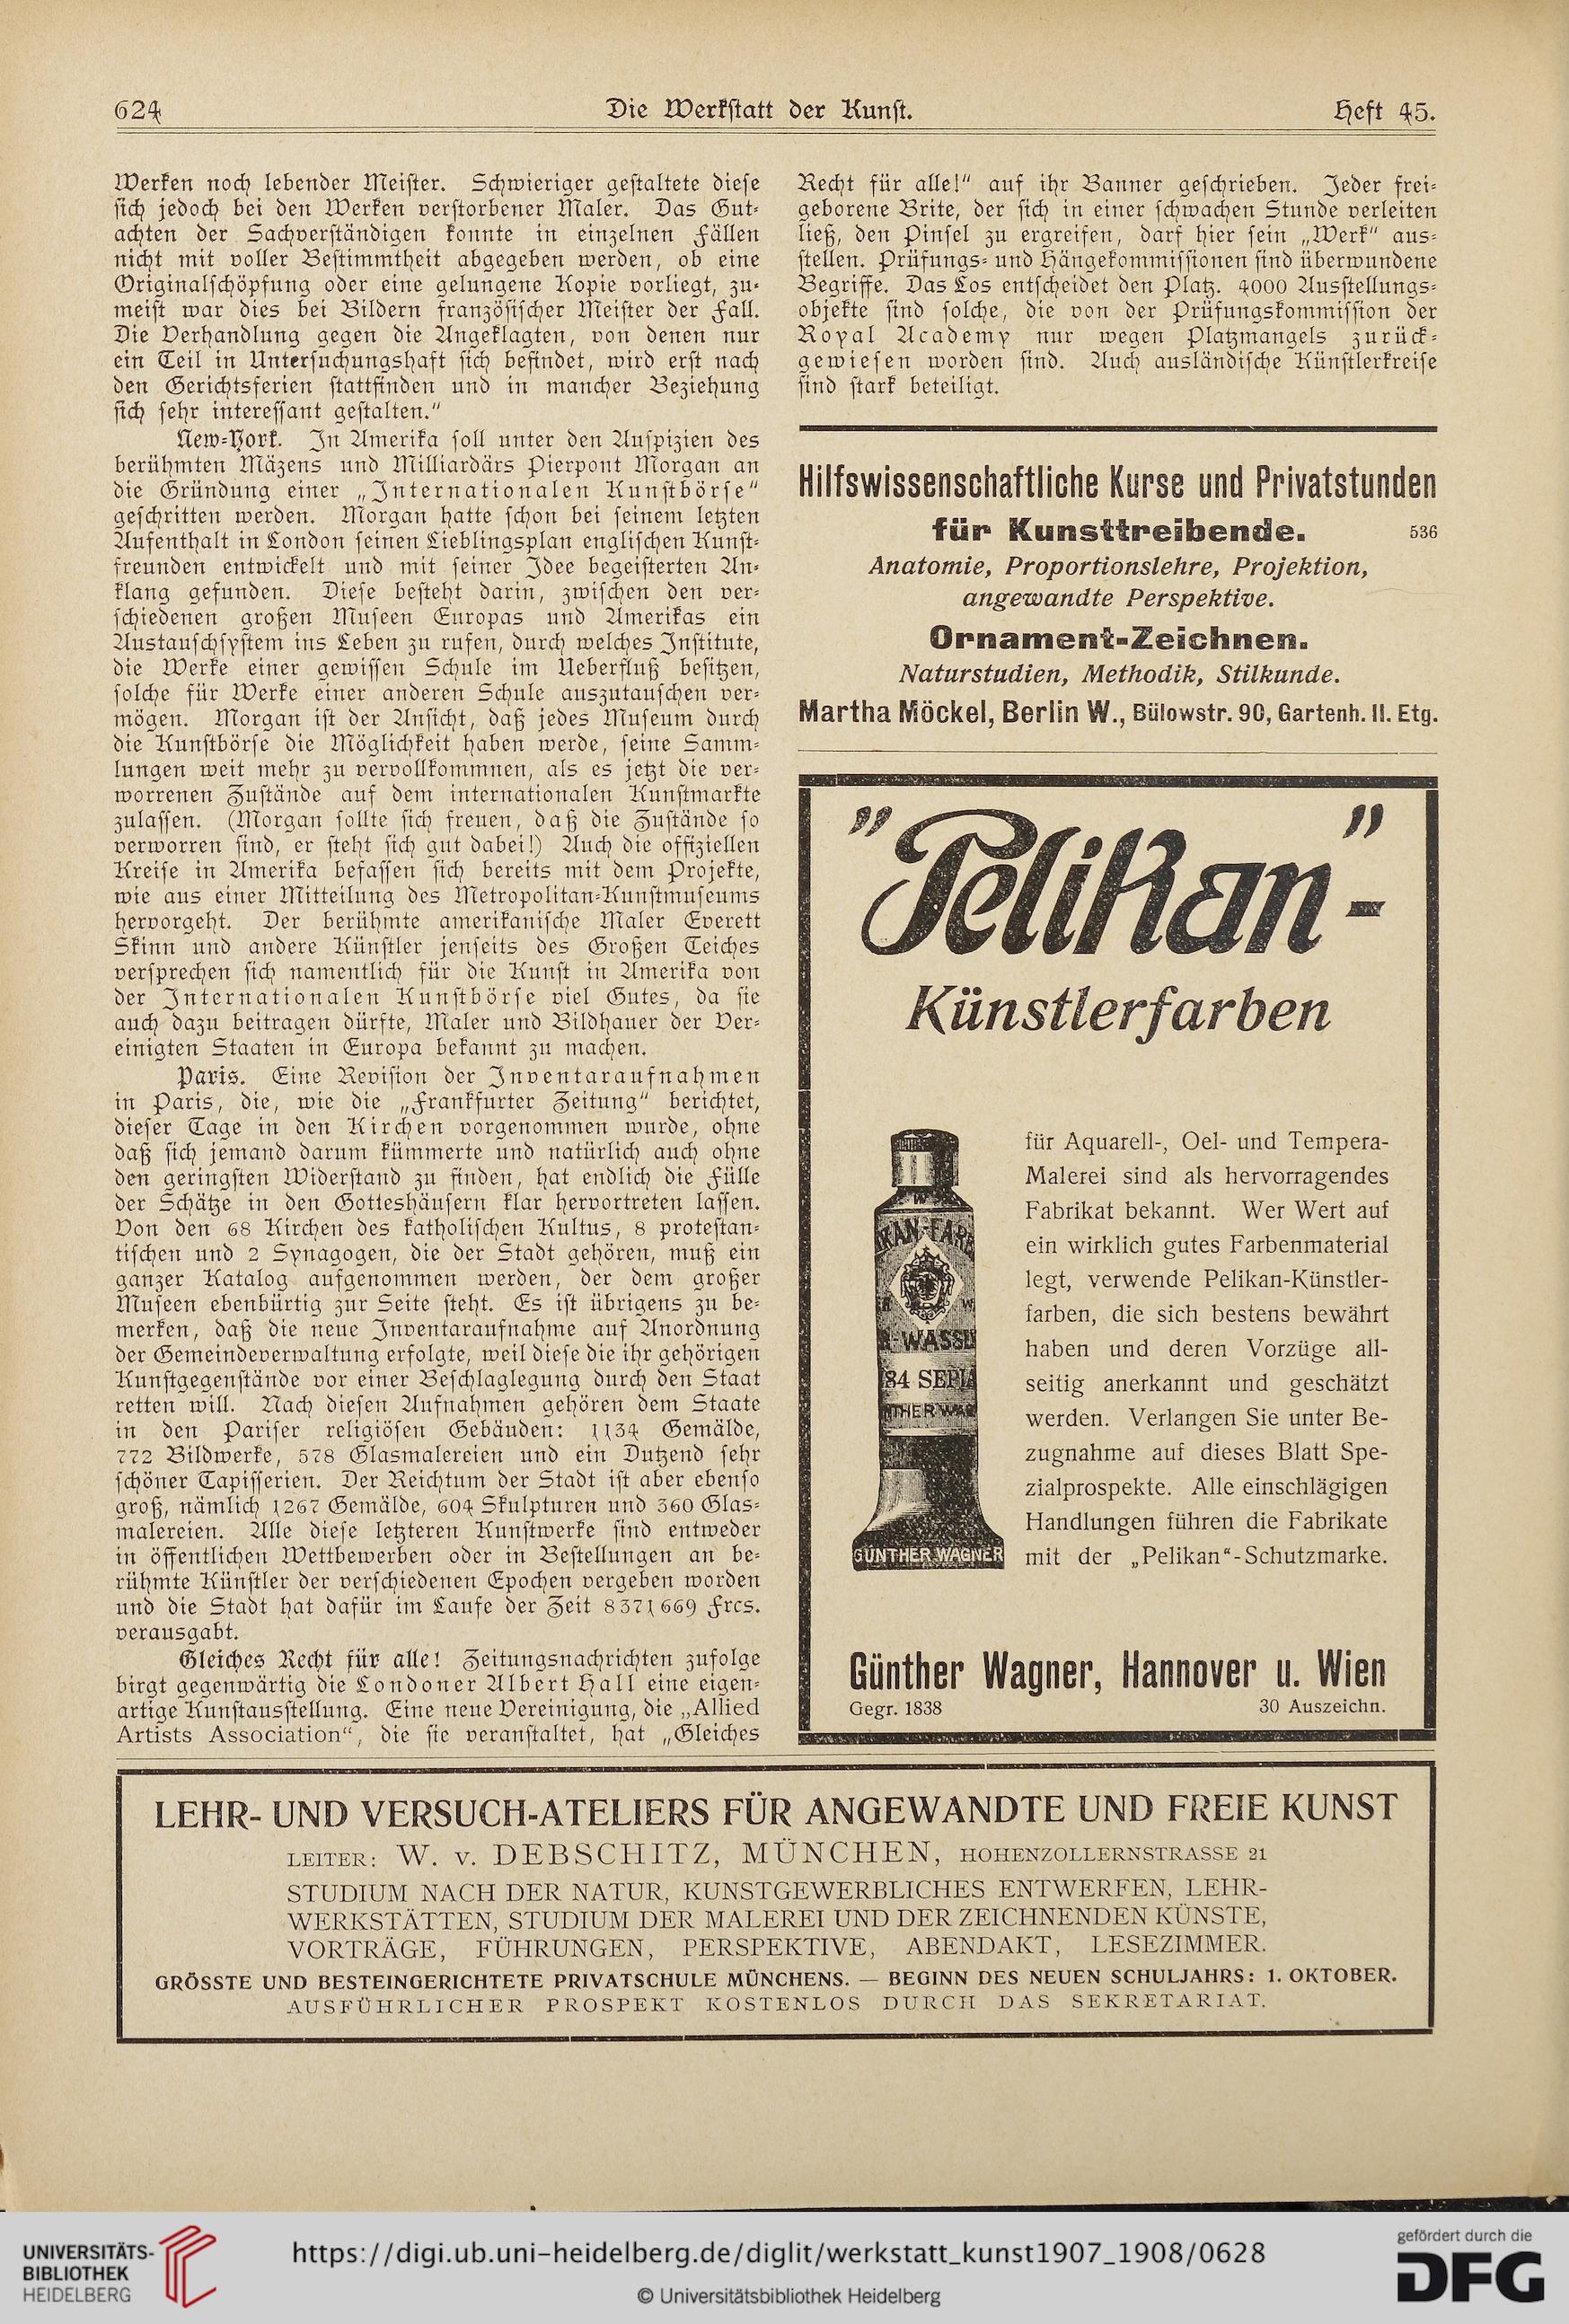 624
Die Werkstatt der Kunst.
Heft 45.
Werken noch lebender Meister. Schwieriger gestaltete diese
sich jedoch bei den Werken verstorbener Maler. Das Gut-
achten der Sachverständigen konnte in einzelnen Fällen
nicht mit voller Bestimmtheit abgegeben werden, ob eine
Originalschöpfung oder eine gelungene Kopie vorliegt, zu-
meist war dies bei Bildern französischer Meister der Fall.
Die Verhandlung gegen die Angeklagten, von denen nur
ein Teil in Untersuchungshaft sich befindet, wird erst nach
den Gerichtsferien stattfinden und in mancher Beziehung
sich sehr interessant gestalten."
New-York. In Amerika soll unter den Auspizien des
berühmten Mäzens und Milliardärs Pierpont Morgan an
die Gründung einer „Internationalen Kunstbörse"
geschritten werden. Morgan hatte schon bei seinem letzten
Aufenthalt in London seinen Lieblingsplan englischen Kunst-
freunden entwickelt und mit seiner Idee begeisterten An-
klang gefunden. Diese besteht darin, zwischen den ver-
schiedenen großen Museen Europas und Amerikas ein
Austauschsystem ins Leben zu rufen, durch welches Institute,
die Werke einer gewissen Schule im Ueberfluß besitzen,
solche für Werke einer anderen Schule auszutauschen ver-
mögen. Morgan ist der Ansicht, daß jedes Museum durch
die Kunstbörse die Möglichkeit haben werde, seine Samm-
lungen weit mehr zu vervollkommnen, als es jetzt die ver-
worrenen Zustände auf dem internationalen Kunstmarkte
zulassen. (Morgan sollte sich freuen, daß die Zustände so
verworren sind, er steht sich gut dabei!) Auch die offiziellen
Kreise in Amerika befassen sich bereits mit dem Projekte,
wie aus einer Mitteilung des Metropolitan-Kunstmuseums
hervorgeht. Der berühmte amerikanische Maler Everett
Skinn und andere Künstler jenseits des Großen Teiches
versprechen sich namentlich für die Kunst in Amerika von
der Internationalen Kunstbörse viel Gutes, da sie
auch dazu beitragen dürfte, Maler und Bildhauer der Ver-
einigten Staaten in Europa bekannt zu machen.
Paris. Eine Revision der Inventaraufnahmen
in Paris, die, wie die „Frankfurter Zeitung" berichtet,
dieser Tage in den Kirchen vorgenommen wurde, ohne
daß sich jemand darum kümmerte und natürlich auch ohne
den geringsten Widerstand zu finden, hat endlich die Fülle
der Schätze in den Gotteshäusern klar hervortreten lassen.
Von den 68 Kirchen des katholischen Kultus, 8 protestan-
tischen und 2 Synagogen, die der Stadt gehören, muß ein
ganzer Katalog aufgenommen werden, der dem großer
Museen ebenbürtig zur Seite steht. Es ist übrigens zu be-
merken, daß die neue Inventaraufnahme auf Anordnung
der Gemeindeverwaltung erfolgte, weil diese die ihr gehörigen
Kunstgegenstände vor einer Beschlaglegung durch den Staat
retten will. Nach diesen Aufnahmen gehören dem Staate
in den Pariser religiösen Gebäuden: 1134 Gemälde,
772 Bildwerke, 578 Glasmalereien und ein Dutzend sehr
schöner Tapisserien. Der Reichtum der Stadt ist aber ebenso
groß, nämlich 1267 Gemälde, 604 Skulpturen und 360 Glas-
malereien. Alle diese letzteren Kunstwerke sind entweder
in öffentlichen Wettbewerben oder in Bestellungen an be-
rühmte Künstler der verschiedenen Epochen vergeben worden
und die Stadt hat dafür im Laufe der Zeit 8371669 Frcs.
verausgabt.
Gleiches Recht für alle! Zeitungsnachrichten zufolge
birgt gegenwärtig die Londoner Albert Hall eine eigen-
artige Kunstausstellung. Eine neue Vereinigung, die „Allied
Artists Association“, die sie veranstaltet, hat „Gleiches
Recht für alle!" auf ihr Banner geschrieben. Jeder frei-
geborene Brite, der sich in einer schwachen Stunde verleiten
ließ, den Pinsel zu ergreifen, darf hier sein „Werk" aus-
stellen. Prüfungs- und Hängekommissionen sind überwundene
Begriffe. Das Los entscheidet den Platz. 4000 Ausstellungs-
objekte sind solche, die von der Prüfungskommission der
Royal Academy nur wegen Platzmangels zurück-
gewiesen worden sind. Auch ausländische Künstlerkreise
sind stark beteiligt.
Hilfswissenschaftliche Kurse und Privatstunden
für Kunsttreibende. 536
Anatomie, Proportionslehre, Projektion,
angewandte Perspektive.
Ornament-Zeichnen.
Naturstudien, Methodik, Stilkunde.
Martha Möckel, Berlin W., Bülowstr. 90, Gartenh. II. Etg.
"Pelikan"-
Künstlerfarben
für Aquarell-, Oel- und Tempera-
Malerei sind als hervorragendes
Fabrikat bekannt. Wer Wert auf
ein wirklich gutes Farbenmaterial
legt, verwende Pelikan-Künstler-
farben, die sich bestens bewährt
haben und deren Vorzüge all-
seitig anerkannt und geschätzt
werden. Verlangen Sie unter Be-
zugnahme auf dieses Blatt Spe-
zialprospekte. Alle einschlägigen
Handlungen führen die Fabrikate
mit der „Pelikan“-Schutzmarke.
KAN-FARB
WASS
84 SEPIA
THER WAG
GÜNTHER WAGNER
Günther Wagner, Hannover u. Wien
Gegr. 1838
30 Auszeichn.
LEHR- UND VERSUCH-ATELIERS FÜR ANGEWANDTE UND FREIE KUNST
LEITER: W. v. DEBSCHITZ, MÜNCHEN, HOHENZOLLERNSTRASSE 21
STUDIUM NACH DER NATUR, KUNSTGEWERBLICHES ENTWERFEN, LEHR-
WERKSTÄTTEN, STUDIUM DER MALEREI UND DER ZEICHNENDEN KÜNSTE,
VORTRÄGE, FÜHRUNGEN, PERSPEKTIVE, ABENDAKT, LESEZIMMER.
GRÖSSTE UND BESTEINGERICHTETE PRIVATSCHULE MÜNCHENS. — BEGINN DES NEUEN SCHULJAHRS: 1. OKTOBER.
AUSFÜHRLICHER PROSPEKT KOSTENLOS DURCH DAS SEKRETARIAT.
UNIVERSITÄTS-
BIBLIOTHEK
HEIDELBERG
https://digi.ub.uni-heidelberg.de/diglit/werkstatt_kunst1907_1908/0628
© Universitätsbibliothek Heidelberg
gefördert durch die
DFG